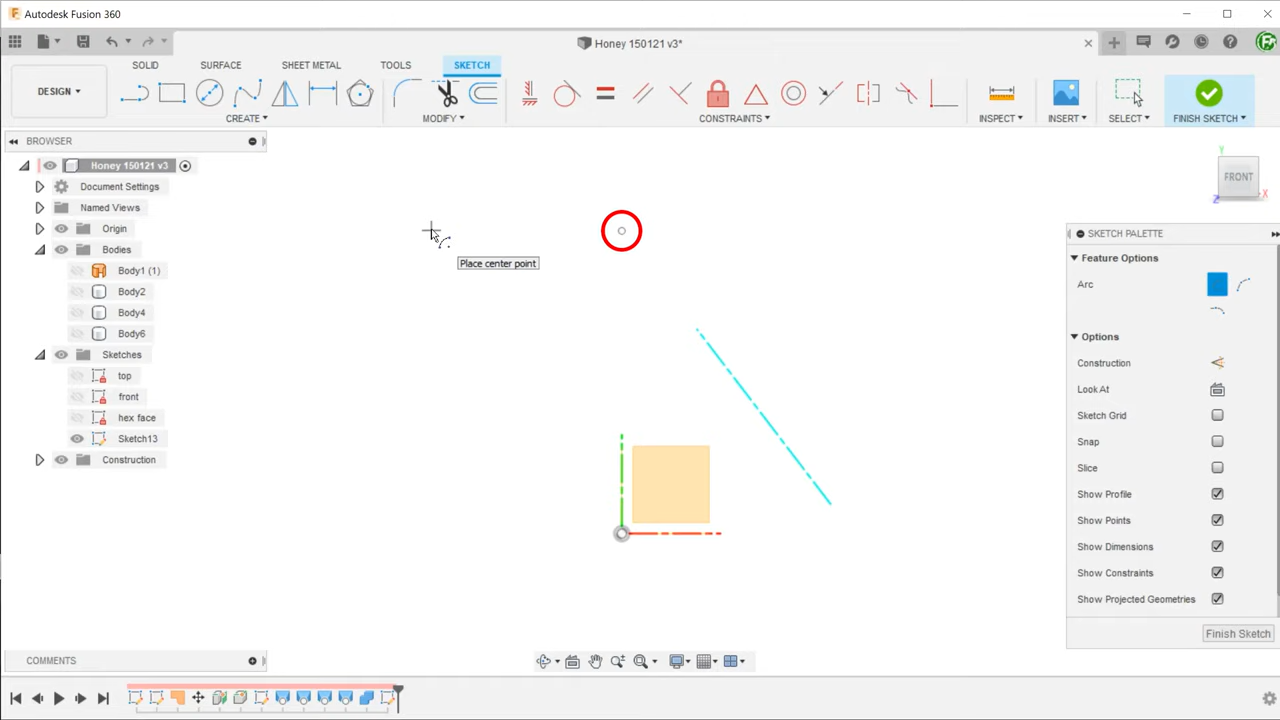 Autodesk Fusion 360
Honey 150121 v3*
DESIGN
SOLID
SURFACE
SHEET METAL
TOOLS
SKETCH
CREATE
MODIFY
CONSTRAINTS
INSPECT
INSERT
SELECT
FINISH SKETCH
BROWSER
Honey 150121 v3
Document Settings
Named Views
Origin
Bodies
Body1 (1)
Body2
Body4
Body6
Sketches
top
front
hex face
Sketch13
Construction
Place center point
Y
FRONT
X
Z
SKETCH PALETTE
Feature Options
Arc
Options
Construction
Look At
Sketch Grid
Snap
Slice
Show Profile
Show Points
Show Dimensions
Show Constraints
Show Projected Geometries
Finish Sketch
COMMENTS